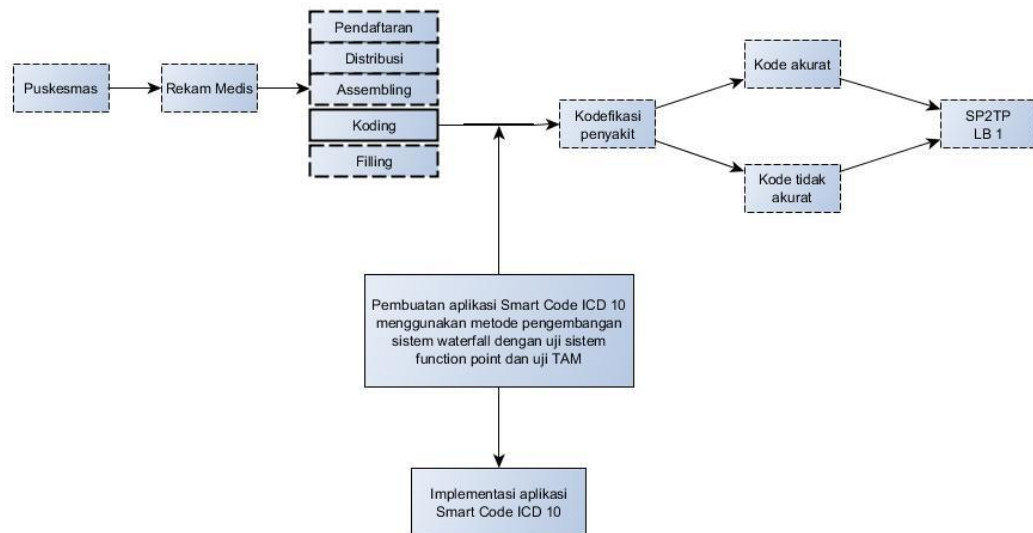 Puskesmas
Rekam Medis
Pendaftaran
Distribusi
Assembling
Koding
Filling
Kodefikasi
penyakit
Kode akurat
Kode tidak
akurat
SP2TP
LB 1
Pembuatan aplikasi Smart Code ICD 10
menggunakan metode pengembangan
sistem waterfall dengan uji sistem
function point dan uji TAM
Implementasi aplikasi
Smart Code ICD 10